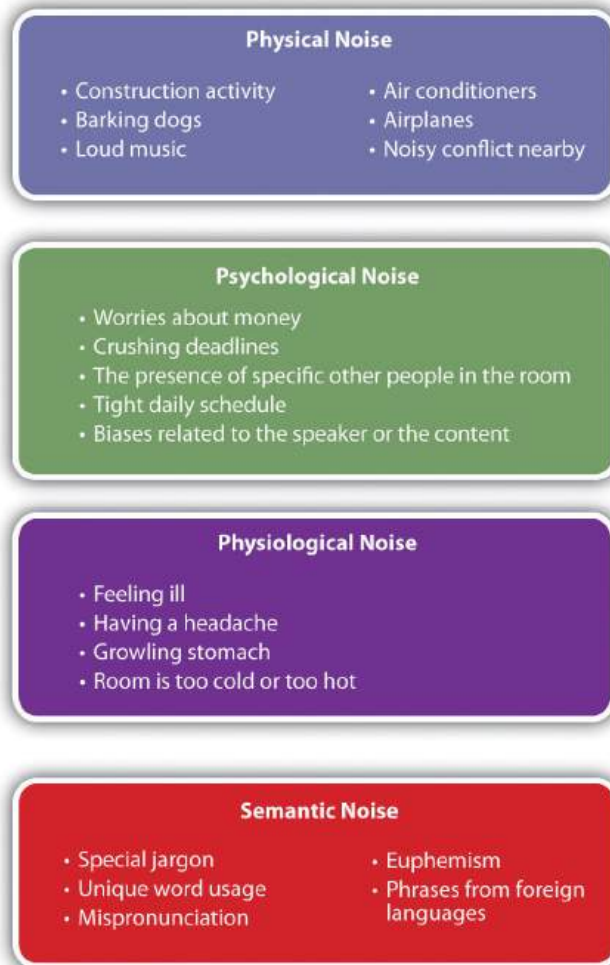 Physical Noise
• Construction activity
• Barking dogs
• Loud music
• Air conditioners
• Airplanes
• Noisy conflict nearby
Psychological Noise
• Worries about money
• Crushing deadlines
• The presence of specific other people in the room
• Tight daily schedule
• Biases related to the speaker or the content
Physiological Noise
• Feeling ill
• Having a headache
• Growling stomach
• Room is too cold or too hot
Semantic Noise
• Special jargon
• Unique word usage
• Mispronunciation
• Euphemism
• Phrases from foreign
languages